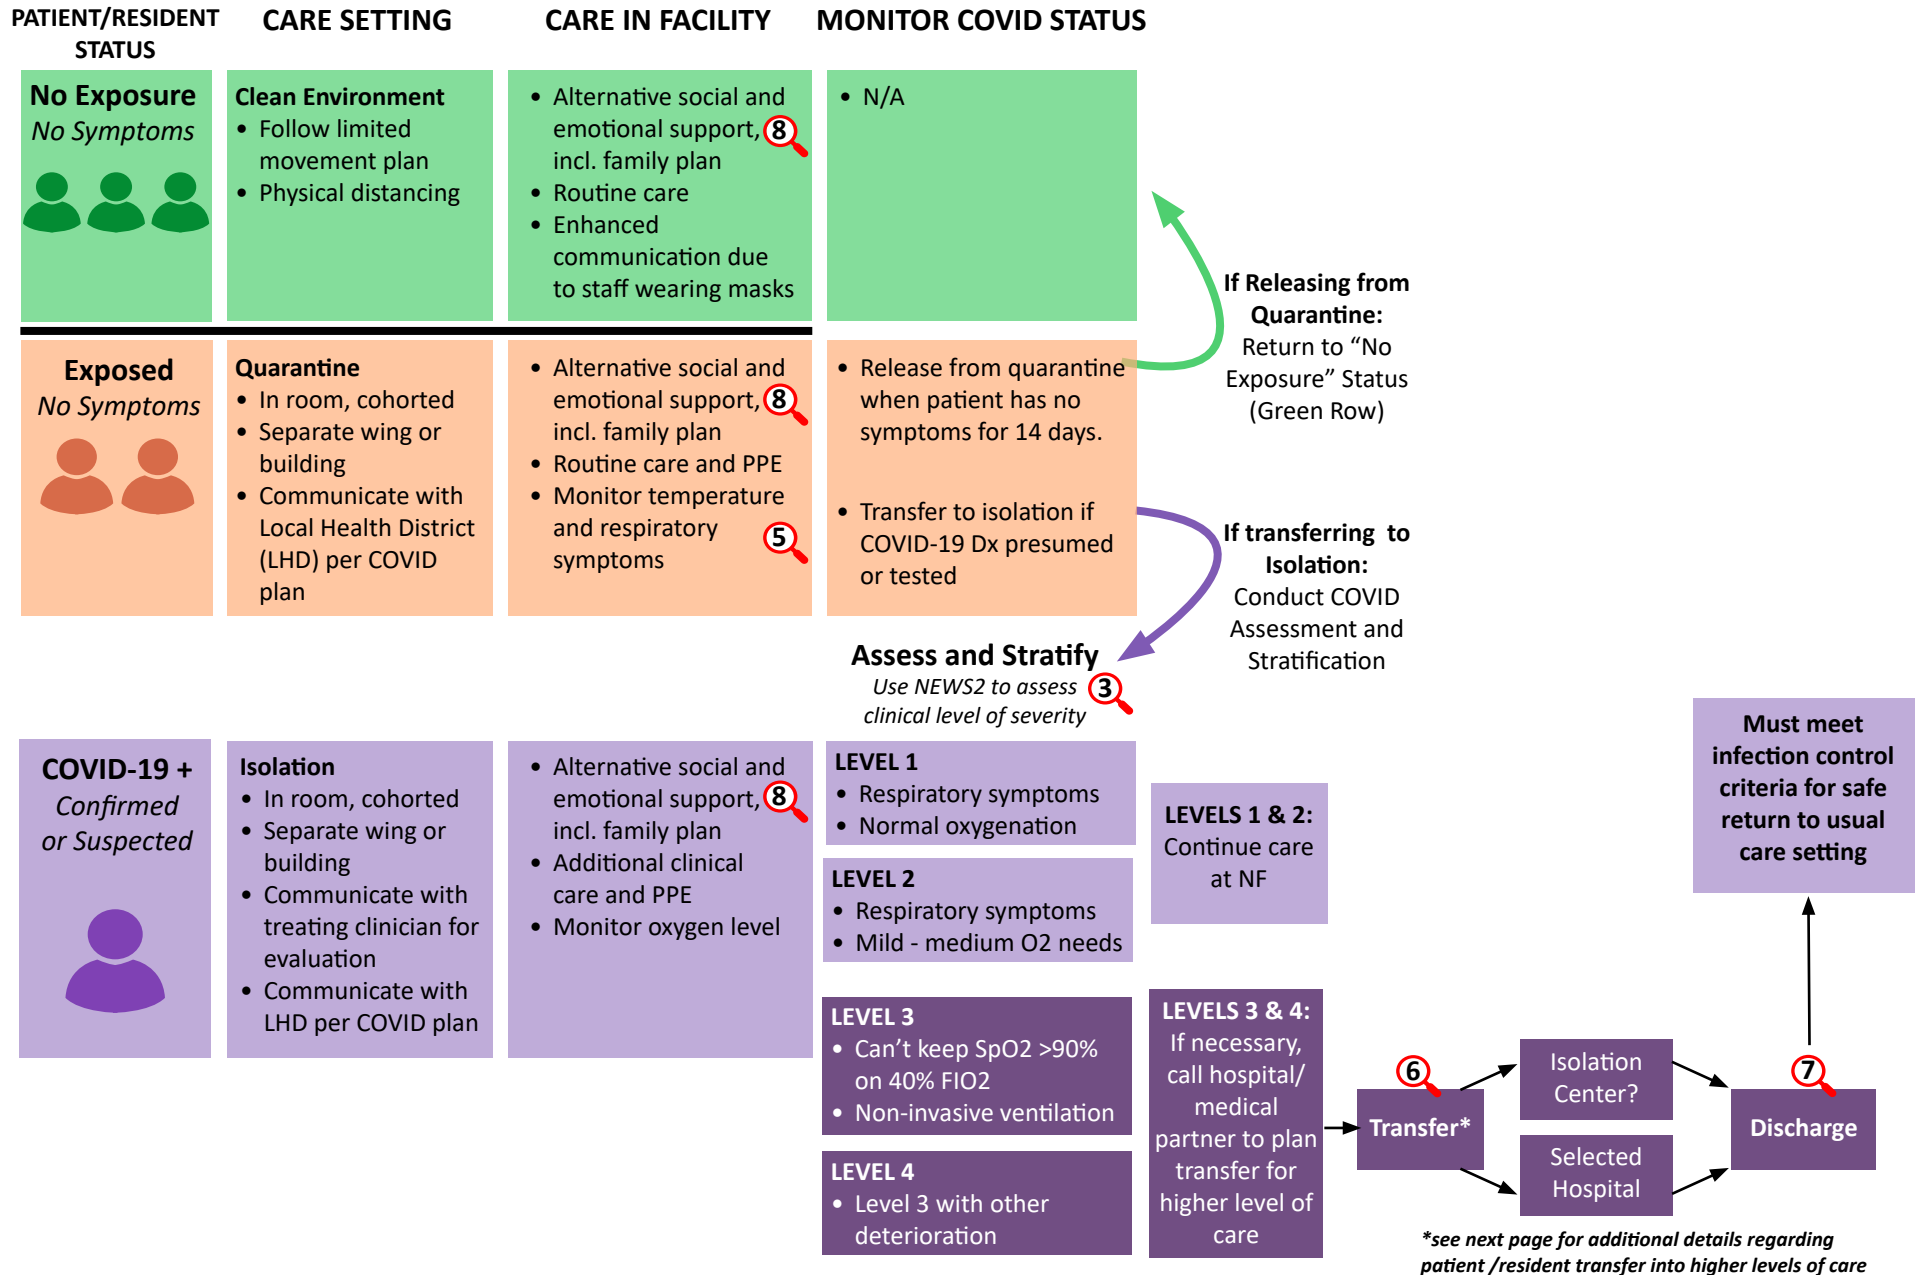 PATIENT/RESIDENT
STATUS
CARE SETTING
CARE IN FACILITY
MONITOR COVID STATUS
No Exposure
No Symptoms
Clean Environment
• Follow limited
movement plan
• Physical distancing
• Alternative social and
emotional support,
incl. family plan
8
• Routine care
• Enhanced
communication due
to staff wearing masks
• N/A
If Releasing from
Quarantine:
Return to “No
Exposure” Status
(Green Row)
Exposed
No Symptoms
Quarantine
• In room, cohorted
• Separate wing or
building
• Communicate with
Local Health District
(LHD) per COVID
plan
• Alternative social and
emotional support,
incl. family plan
8
• Routine care and PPE
• Monitor temperature
and respiratory
symptoms
5
• Release from quarantine
when patient has no
symptoms for 14 days.
• Transfer to isolation if
COVID-19 Dx presumed
or tested
If transferring to
Isolation:
Conduct COVID
Assessment and
Stratification
Assess and Stratify
Use NEWS2 to assess
clinical level of severity
3
COVID-19 +
Confirmed
or Suspected
Isolation
• In room, cohorted
• Separate wing or
building
• Communicate with
treating clinician for
evaluation
• Communicate with
LHD per COVID plan
• Alternative social and
emotional support,
incl. family plan
8
• Additional clinical
care and PPE
• Monitor oxygen level
LEVEL 1
• Respiratory symptoms
• Normal oxygenation
LEVEL 2
• Respiratory symptoms
• Mild - medium O2 needs
LEVELS 1 & 2:
Continue care
at NF
LEVEL 3
• Can’t keep SpO2 >90%
on 40% FIO2
• Non-invasive ventilation
LEVEL 4
• Level 3 with other
deterioration
LEVELS 3 & 4:
If necessary,
call hospital/
medical
partner to plan
transfer for
higher level of
care
6
Transfer*
Isolation
Center?
Selected
Hospital
7
Discharge
Must meet
infection control
criteria for safe
return to usual
care setting
*see next page for additional details regarding
patient /resident transfer into higher levels of care